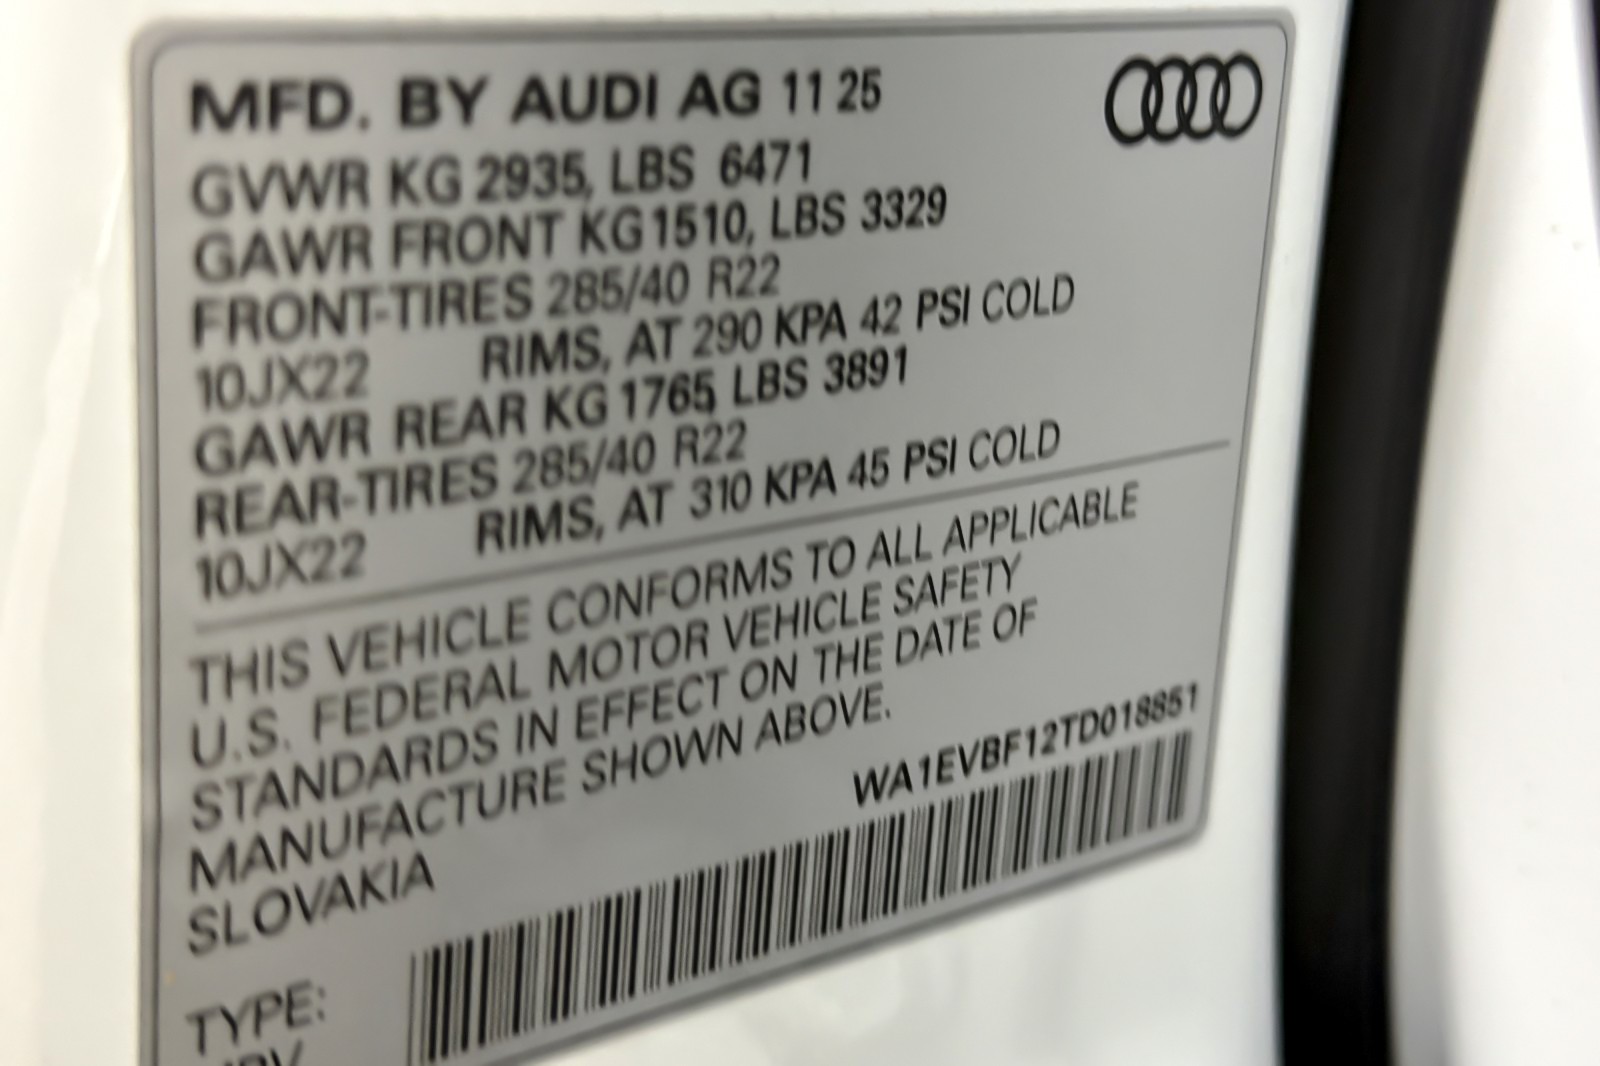 MFD. BY AUDI AG 11 25
GVWR KG 2935, LBS 6471
GAWR FRONT KG 1510, LBS 3329
FRONT-TIRES 285/40 R22
10JX22 RIMS, AT 290 KPA 42 PSI COLD
GAWR REAR KG 1765, LBS 3891
REAR-TIRES 285/40 R22
10JX22 RIMS, AT 310 KPA 45 PSI COLD
THIS VEHICLE CONFORMS TO ALL APPLICABLE
U.S. FEDERAL MOTOR VEHICLE SAFETY
STANDARDS IN EFFECT ON THE DATE OF
MANUFACTURE SHOWN ABOVE.
SLOVAKIA
WA1EVBF12TD018851
TYPE: